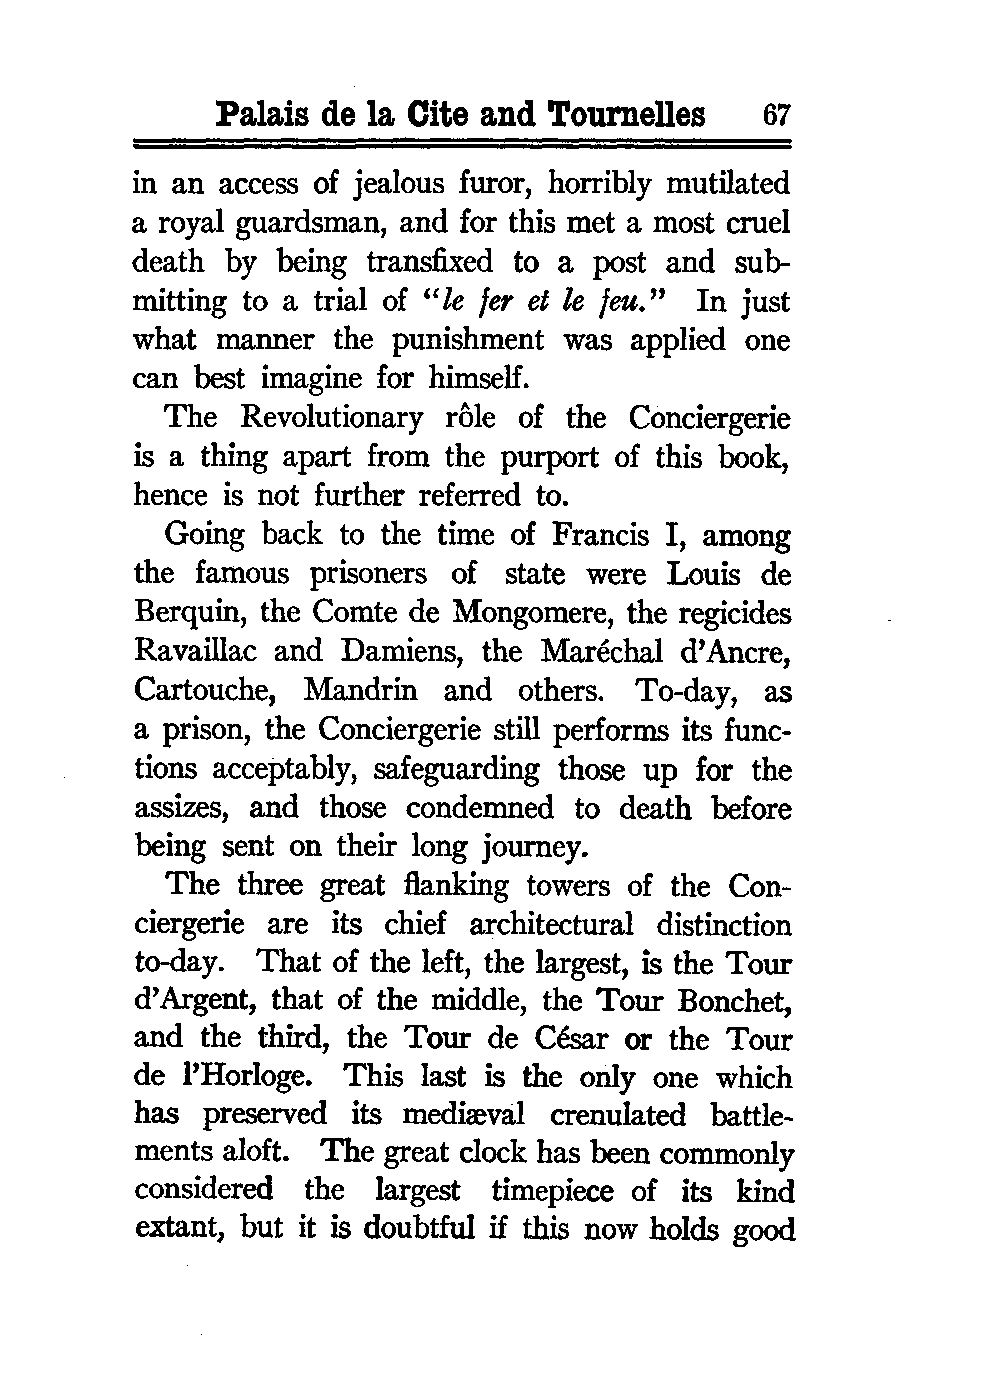 Palais de la Cite and Tournelles 67
in an access of jealous furor, horribly mutilated
a royal guardsman, and for this met a most cruel
death by being transfixed to a post and sub-
mitting to a trial of “le fer et le feu.” In just
what manner the punishment was applied one
can best imagine for himself.
The Revolutionary rôle of the Conciergerie
is a thing apart from the purport of this book,
hence is not further referred to.
Going back to the time of Francis I, among
the famous prisoners of state were Louis de
Berquin, the Comte de Mongomere, the regicides
Ravaillac and Damiens, the Maréchal d’Ancre,
Cartouche, Mandrin and others. To-day, as
a prison, the Conciergerie still performs its func-
tions acceptably, safeguarding those up for the
assizes, and those condemned to death before
being sent on their long journey.
The three great flanking towers of the Con-
ciergerie are its chief architectural distinction
to-day. That of the left, the largest, is the Tour
d’Argent, that of the middle, the Tour Bonchet,
and the third, the Tour de César or the Tour
de l’Horloge. This last is the only one which
has preserved its mediæval crenulated battle-
ments aloft. The great clock has been commonly
considered the largest timepiece of its kind
extant, but it is doubtful if this now holds good